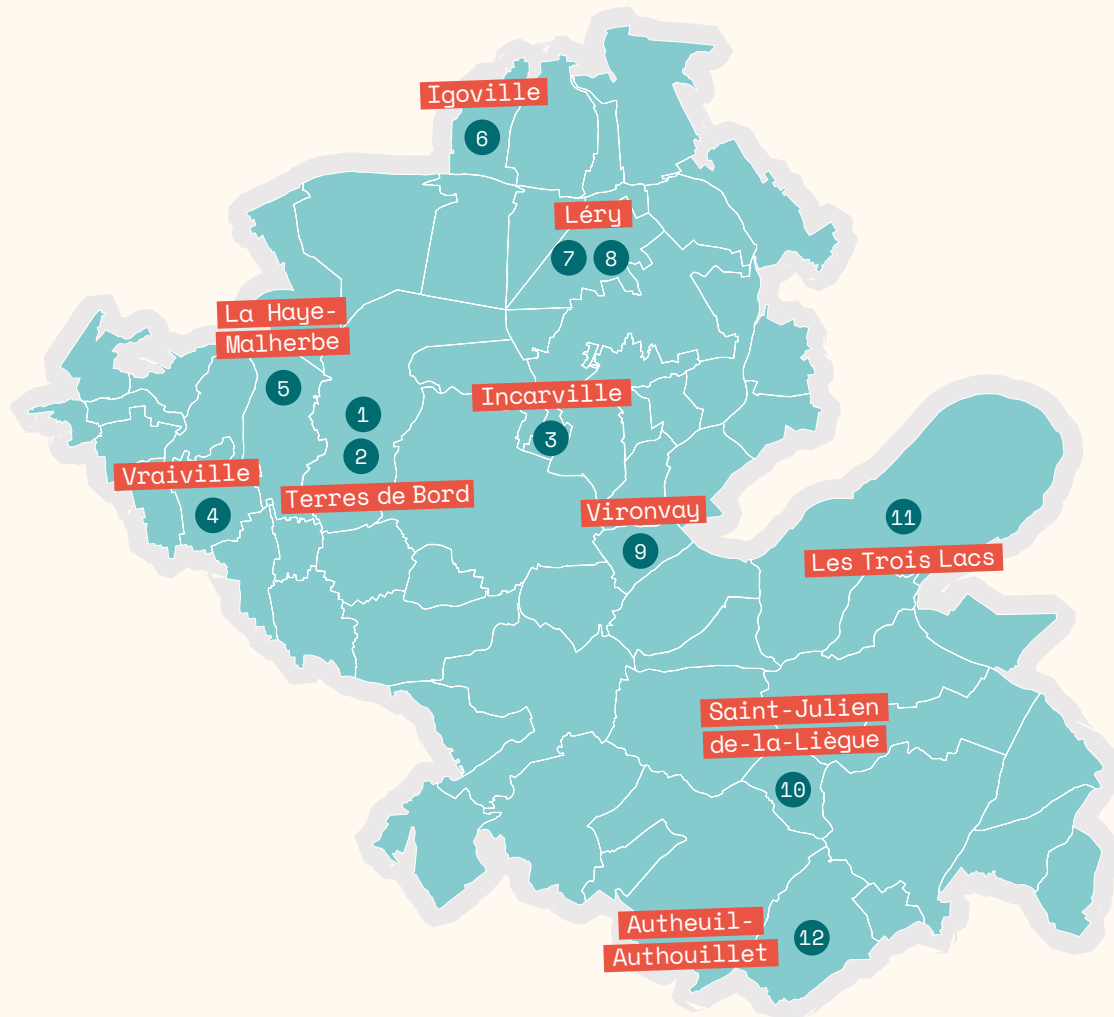 Igoville
6
Léry
7 8
La Haye-
Malherbe
5
1
2
Terres de Bord
Incarville
3
Vraiville
4
Vironvay
9
11
Les Trois Lacs
Saint-Julien
de-la-Liègue
10
Autheuil-
Authouillet
12